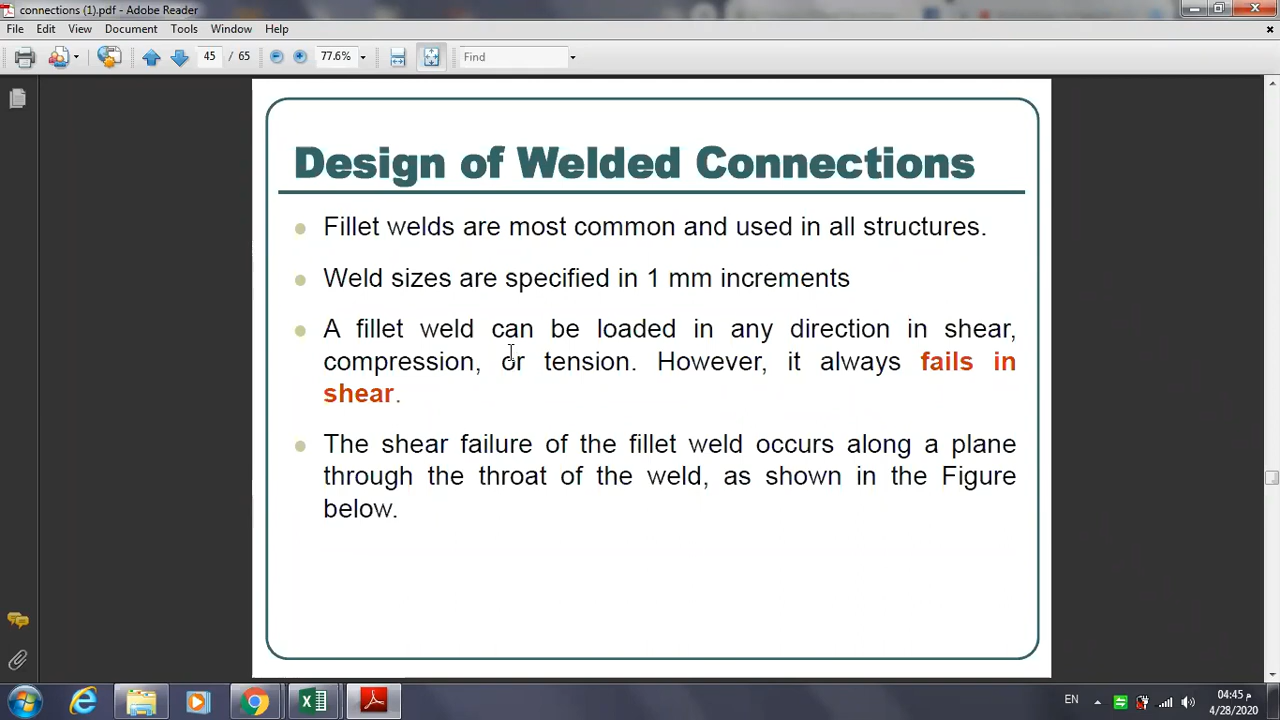 connections (1).pdf - Adobe Reader
File Edit View Document Tools Window Help
45 / 65 77.6% Find
Design of Welded Connections
Fillet welds are most common and used in all structures.
Weld sizes are specified in 1 mm increments
A fillet weld can be loaded in any direction in shear,
compression, or tension. However, it always fails in
shear.
The shear failure of the fillet weld occurs along a plane
through the throat of the weld, as shown in the Figure
below.
EN
04:45 م
4/28/2020